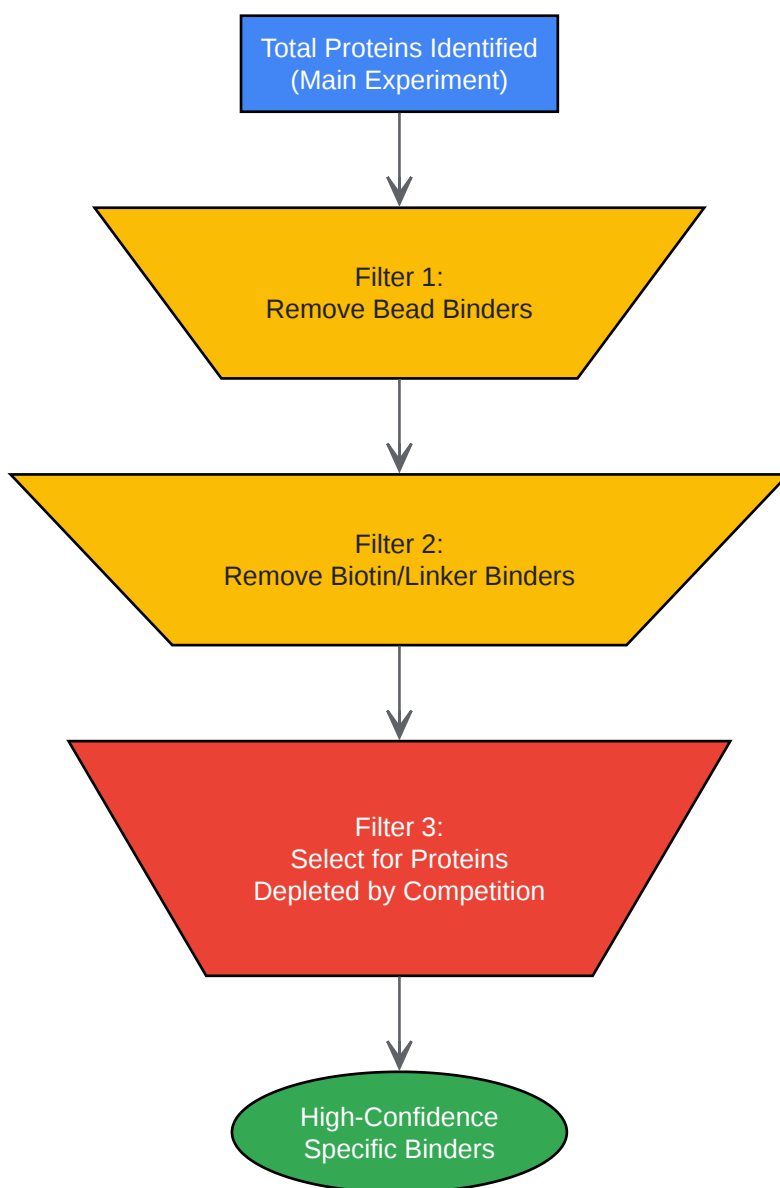 Total Proteins Identified
(Main Experiment)
Filter 1:
Remove Bead Binders
Filter 2:
Remove Biotin/Linker Binders
Filter 3:
Select for Proteins
Depleted by Competition
High-Confidence
Specific Binders